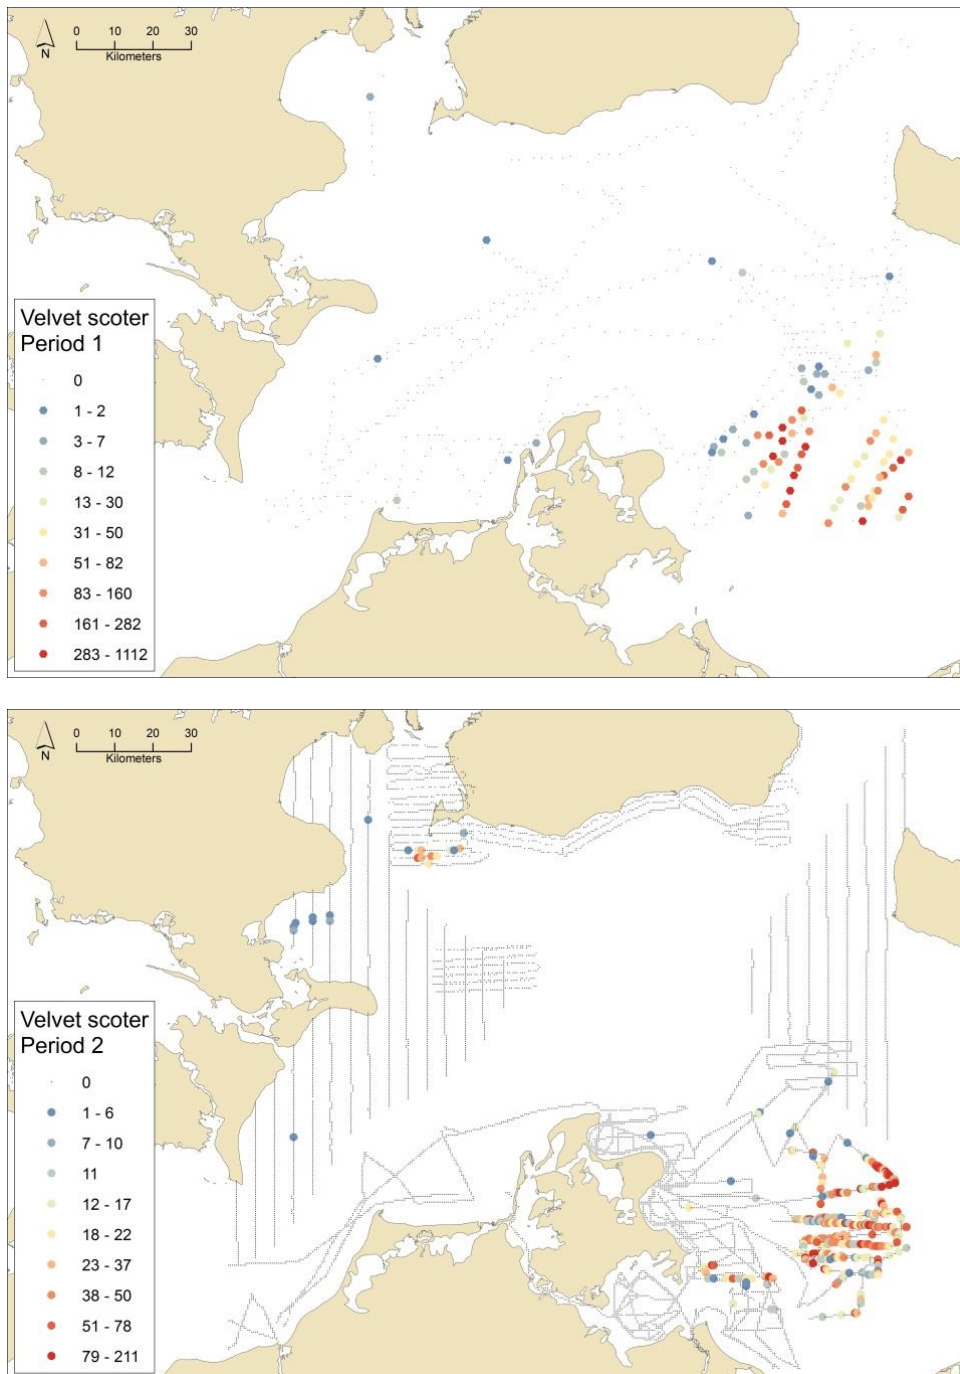 0 10 20 30
N
Kilometers
Velvet scoter
Period 1
0
1 - 2
3 - 7
8 - 12
13 - 30
31 - 50
51 - 82
83 - 160
161 - 282
283 - 1112
0 10 20 30
N
Kilometers
Velvet scoter
Period 2
0
1 - 6
7 - 10
11
12 - 17
18 - 22
23 - 37
38 - 50
51 - 78
79 - 211